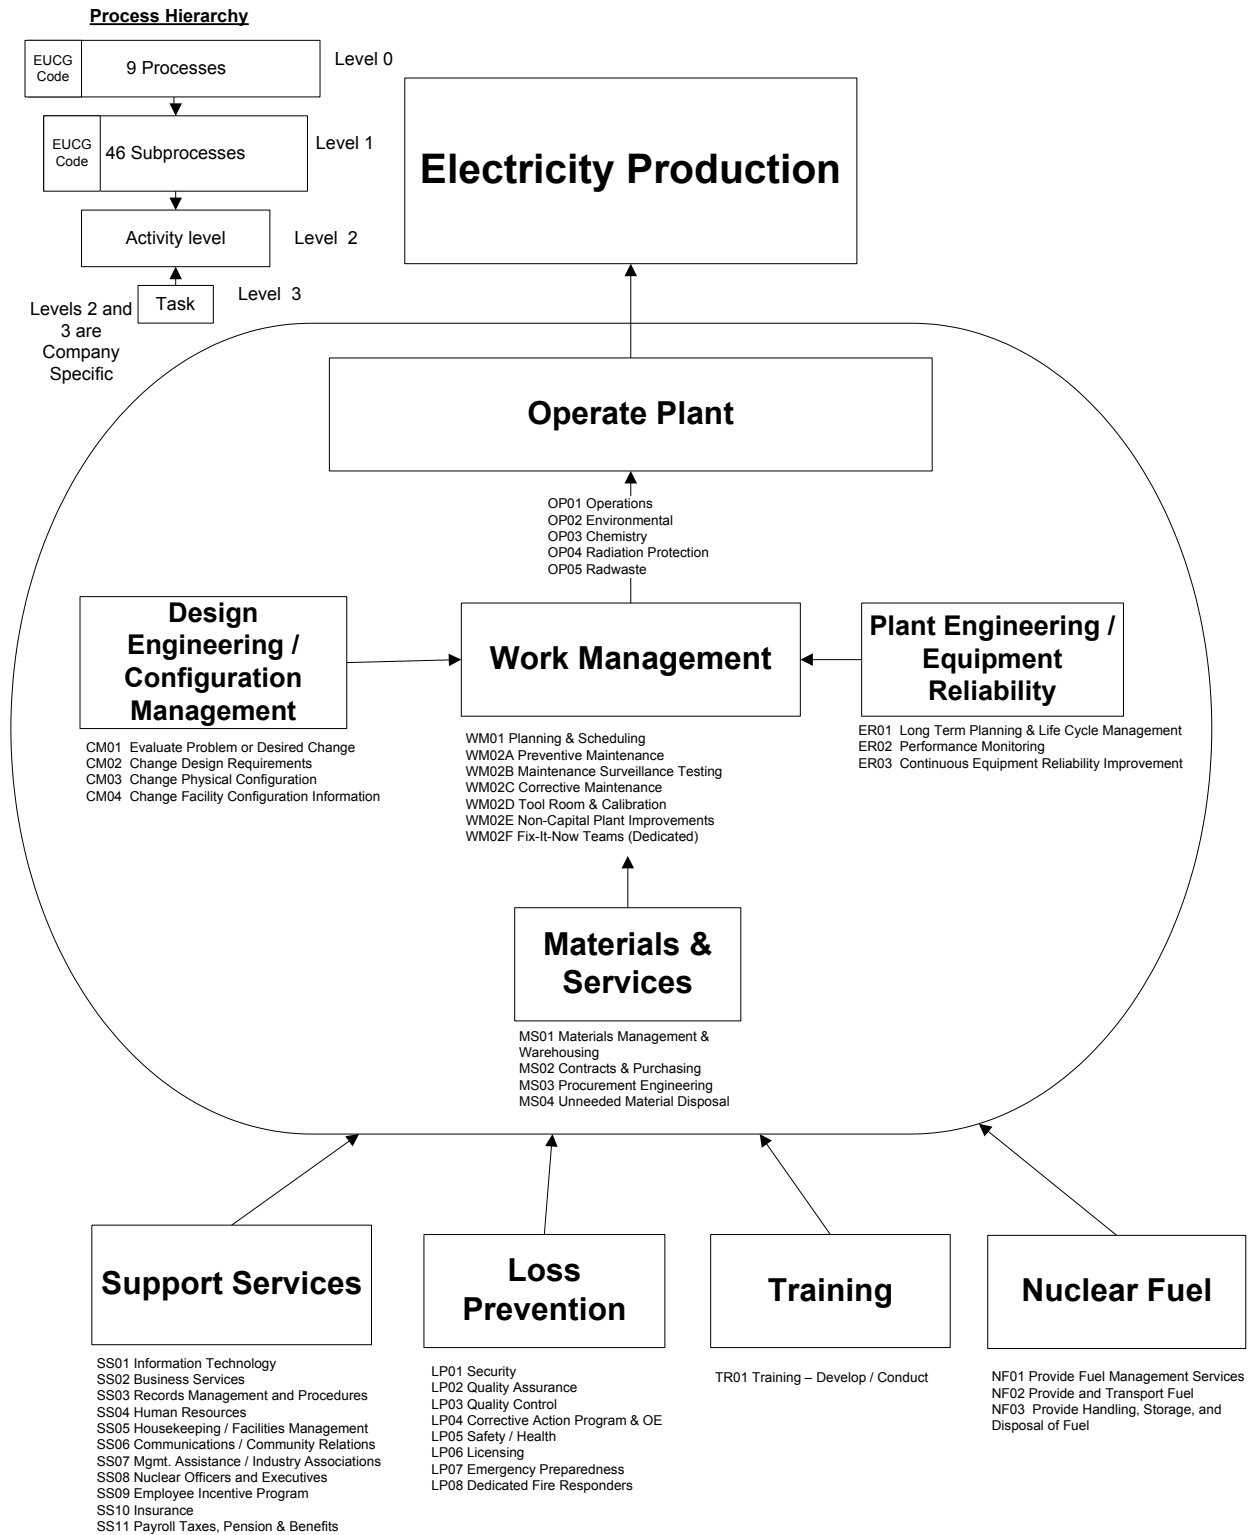 Process Hierarchy
EUCG
Code
9 Processes
Level 0
EUCG
Code
46 Subprocesses
Level 1
Activity level
Level  2
Task
Level  3
Levels 2 and
3 are
Company
Specific
Electricity Production
Operate Plant
OP01 Operations
OP02 Environmental
OP03 Chemistry
OP04 Radiation Protection
OP05 Radwaste
Design
Engineering /
Configuration
Management
CM01  Evaluate Problem or Desired Change
CM02  Change Design Requirements
CM03  Change Physical Configuration
CM04  Change Facility Configuration Information
Work Management
WM01 Planning & Scheduling
WM02A Preventive Maintenance
WM02B Maintenance Surveillance Testing
WM02C Corrective Maintenance
WM02D Tool Room & Calibration
WM02E Non-Capital Plant Improvements
WM02F Fix-It-Now Teams (Dedicated)
Plant Engineering /
Equipment
Reliability
ER01  Long Term Planning & Life Cycle Management
ER02  Performance Monitoring
ER03  Continuous Equipment Reliability Improvement
Materials &
Services
MS01 Materials Management &
Warehousing
MS02 Contracts & Purchasing
MS03 Procurement Engineering
MS04 Unneeded Material Disposal
Support Services
SS01 Information Technology
SS02 Business Services
SS03 Records Management and Procedures
SS04 Human Resources
SS05 Housekeeping / Facilities Management
SS06 Communications / Community Relations
SS07 Mgmt. Assistance / Industry Associations
SS08 Nuclear Officers and Executives
SS09 Employee Incentive Program
SS10 Insurance
SS11 Payroll Taxes, Pension & Benefits
Loss
Prevention
LP01 Security
LP02 Quality Assurance
LP03 Quality Control
LP04 Corrective Action Program & OE
LP05 Safety / Health
LP06 Licensing
LP07 Emergency Preparedness
LP08 Dedicated Fire Responders
Training
TR01 Training – Develop / Conduct
Nuclear Fuel
NF01 Provide Fuel Management Services
NF02 Provide and Transport Fuel
NF03  Provide Handling, Storage, and
Disposal of Fuel